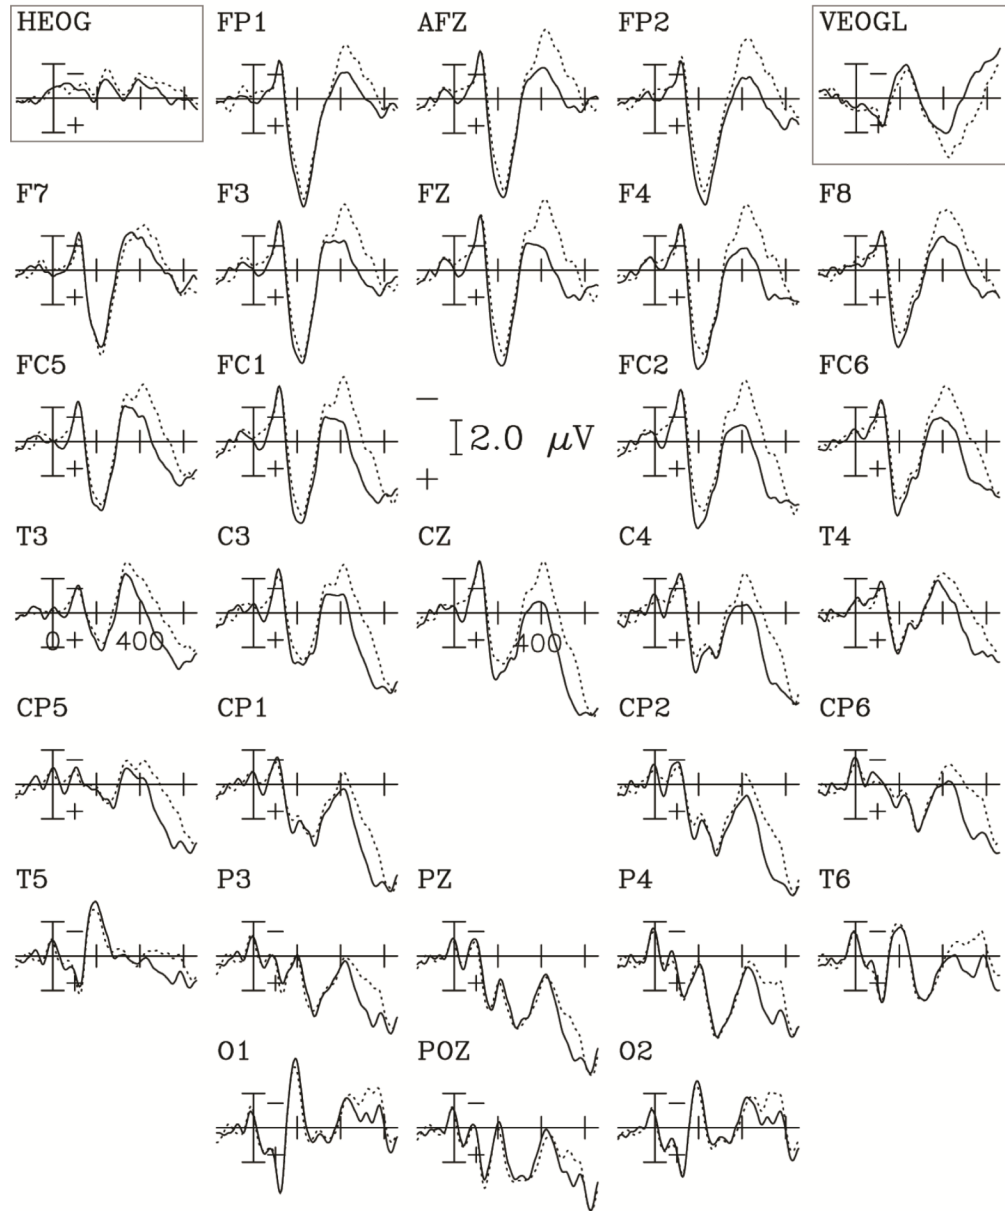 HEOG FP1 AFZ FP2 VEOGL
− − − − −
+ + + + +
F7 F3 FZ F4 F8
− − − − −
+ + + + +
FC5 FC1 FC2 FC6
− − − − −
2.0 μV
+ + + + +
T3 C3 CZ C4 T4
− − − − −
0 + 400 + + 400 + +
CP5 CP1 CP2 CP6
− − − −
+ + + +
T5 P3 PZ P4 T6
− − − − −
+ + + + +
O1 POZ O2
− − −
+ + +